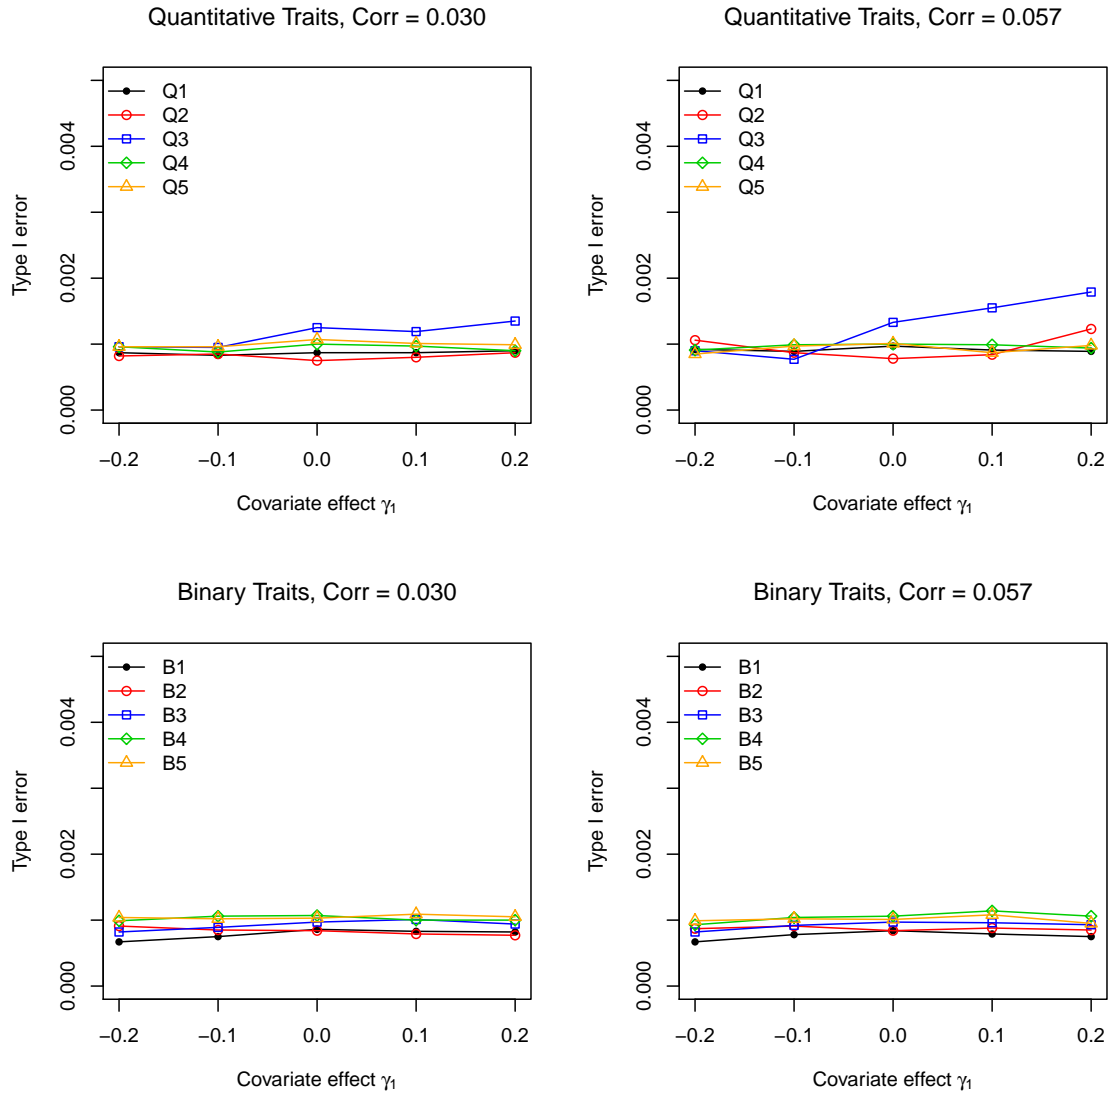 Quantitative Traits, Corr = 0.030
Q1
Q2
Q3
Q4
Q5
Type I error
0.000
0.002
0.004
−0.2
−0.1
0.0
0.1
0.2
Covariate effect γ1
Quantitative Traits, Corr = 0.057
Q1
Q2
Q3
Q4
Q5
Type I error
0.000
0.002
0.004
−0.2
−0.1
0.0
0.1
0.2
Covariate effect γ1
Binary Traits, Corr = 0.030
B1
B2
B3
B4
B5
Type I error
0.000
0.002
0.004
−0.2
−0.1
0.0
0.1
0.2
Covariate effect γ1
Binary Traits, Corr = 0.057
B1
B2
B3
B4
B5
Type I error
0.000
0.002
0.004
−0.2
−0.1
0.0
0.1
0.2
Covariate effect γ1